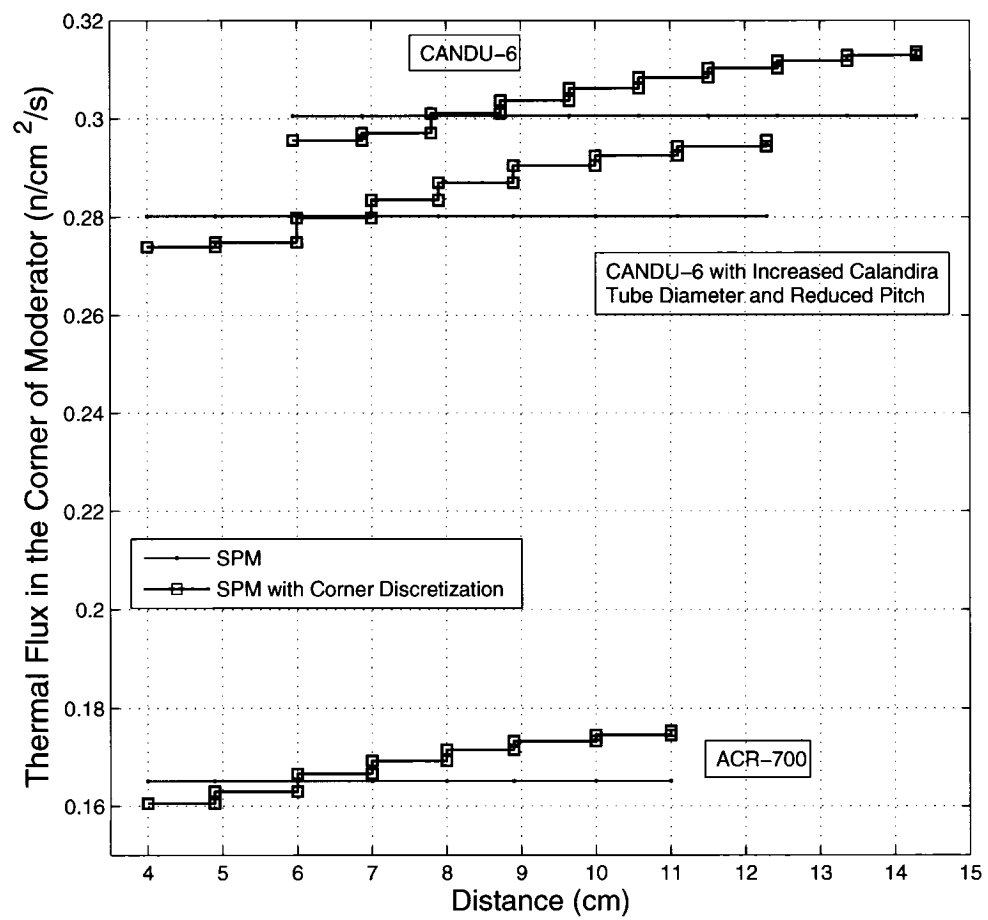 0.32
0.3
0.28
0.26
0.24
0.22
0.2
0.18
0.16
Thermal Flux in the Corner of Moderator (n/cm 2/s)
CANDU−6
CANDU−6 with Increased Calandira
Tube Diameter and Reduced Pitch
SPM
SPM with Corner Discretization
ACR−700
4 5 6 7 8 9 10 11 12 13 14 15
Distance (cm)